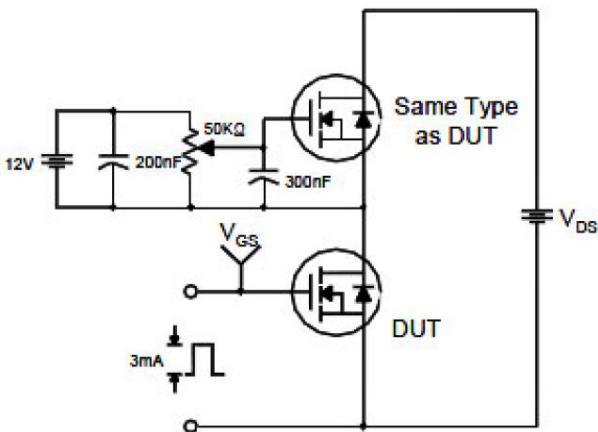 50KΩ
Same Type
as DUT
12V
200nF
300nF
V_DS
V_GS
DUT
3mA